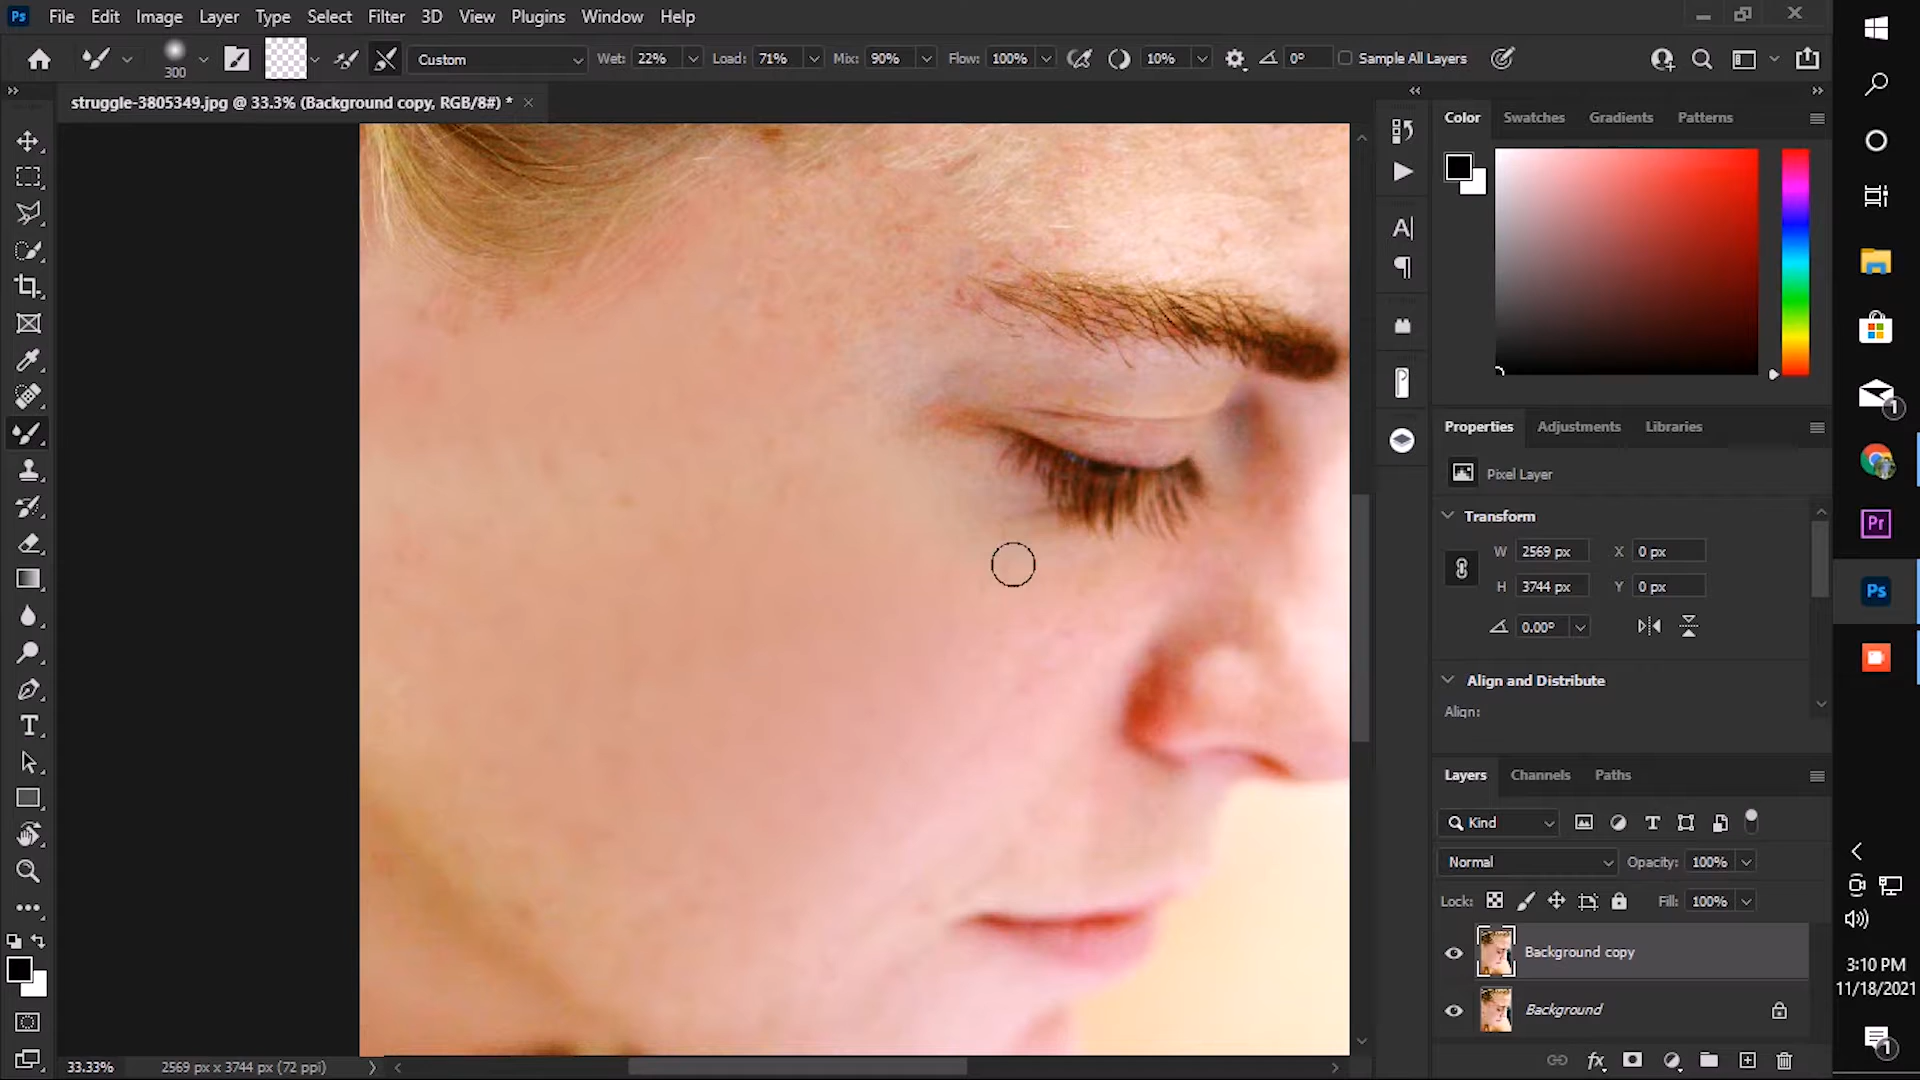 Ps File Edit Image Layer Type Select Filter 3D View Plugins Window Help
300 Custom Wet: 22% Load: 71% Mix: 90% Flow: 100% 10% 0° Sample All Layers
struggle-3805349.jpg @ 33.3% (Background copy, RGB/8#) *
Color Swatches Gradients Patterns
Properties Adjustments Libraries
Pixel Layer
Transform
W 2569 px X 0 px
H 3744 px Y 0 px
0.00°
Align and Distribute
Align:
Layers Channels Paths
Kind
Normal Opacity: 100%
Lock: Fill: 100%
Background copy
Background
33.33% 2569 px x 3744 px (72 ppi)
1
Pr
Ps
3:10 PM
11/18/2021
1